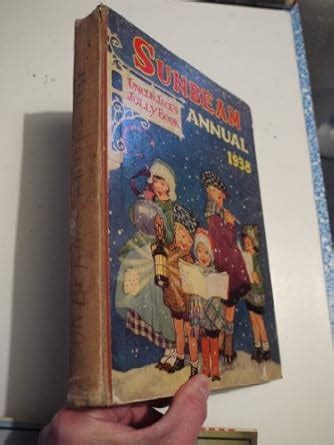 SUNBEAM
ANNUAL
UNCLE JACK'S
JOLLY BOOK
1938